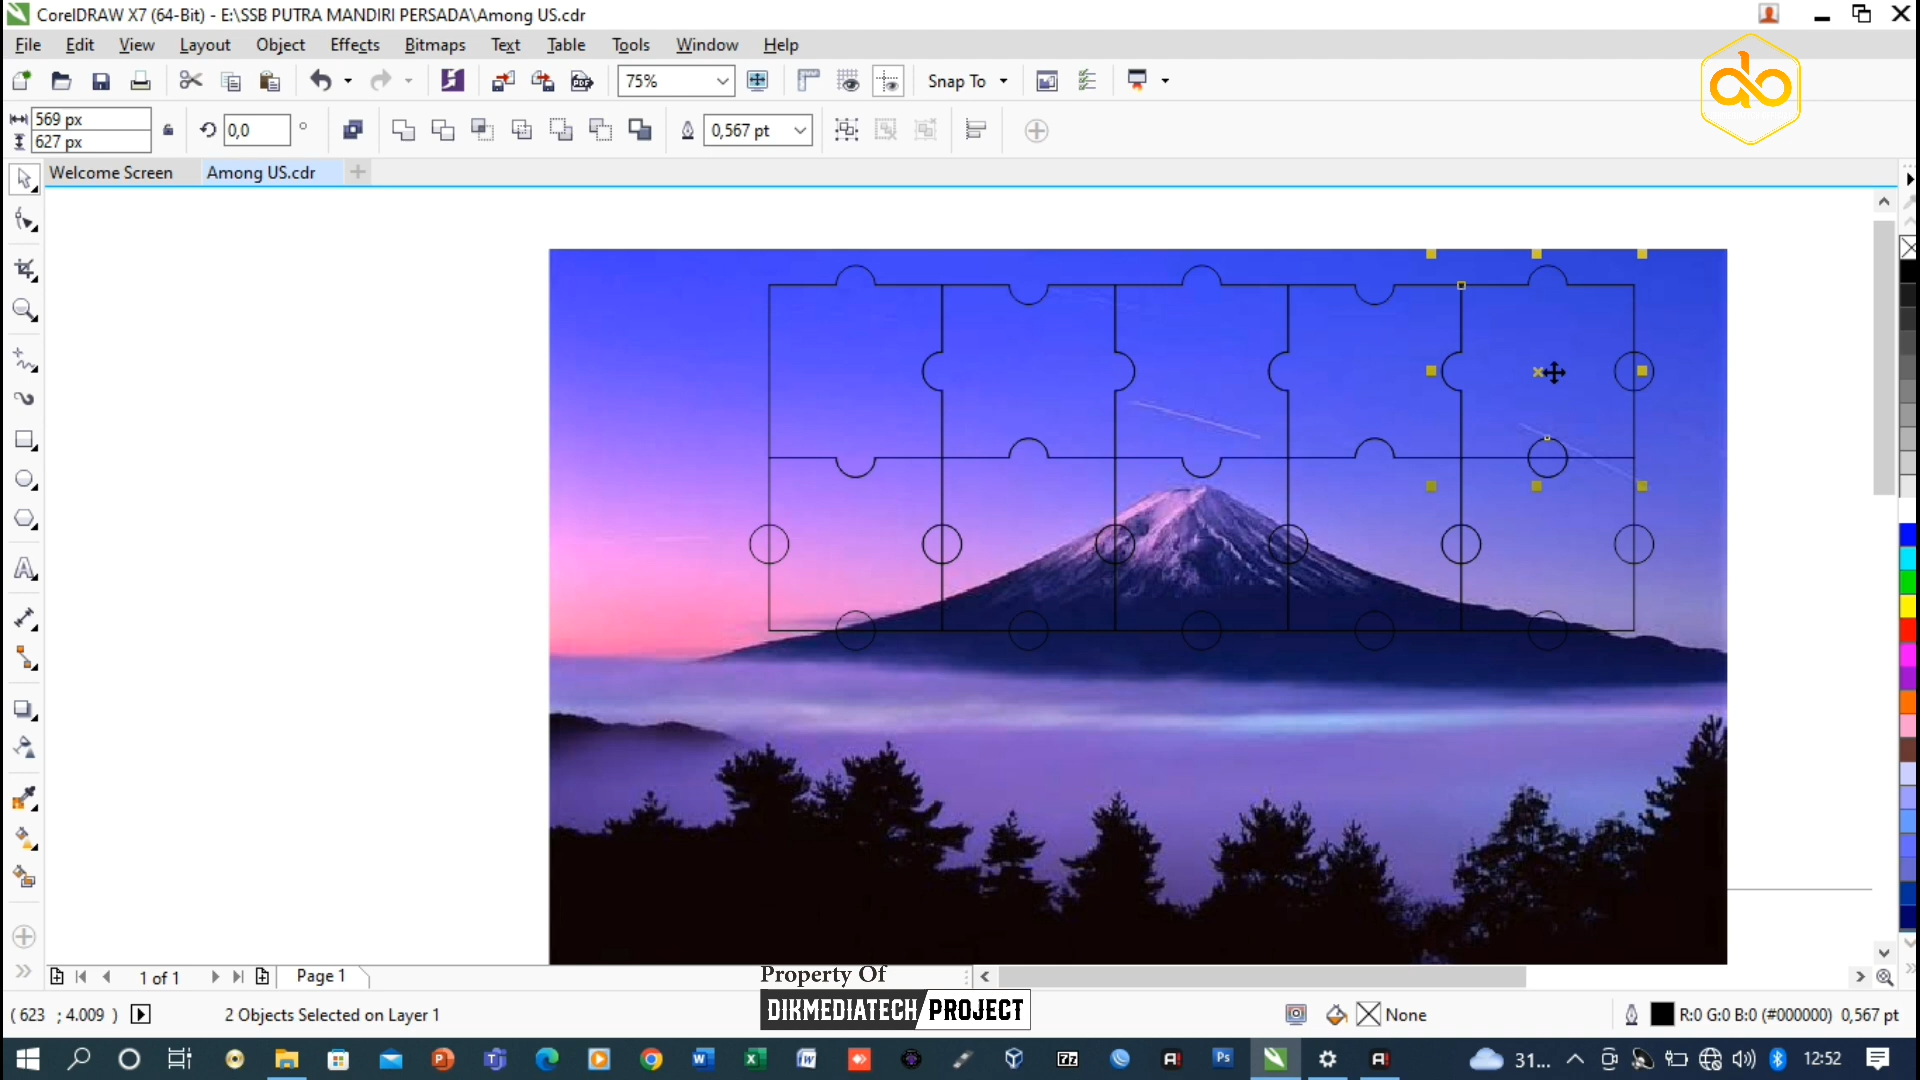 CorelDRAW X7 (64-Bit) - E:\SSB PUTRA MANDIRI PERSADA\Among US.cdr
File Edit View Layout Object Effects Bitmaps Text Table Tools Window Help
75% Snap To
569 px
627 px
0,0 °
0,567 pt
Welcome Screen Among US.cdr
1 of 1 Page 1
Property Of
DIKMEDIATECH/PROJECT
( 623 ; 4.009 ) 2 Objects Selected on Layer 1 None R:0 G:0 B:0 (#000000) 0,567 pt
31... 12:52